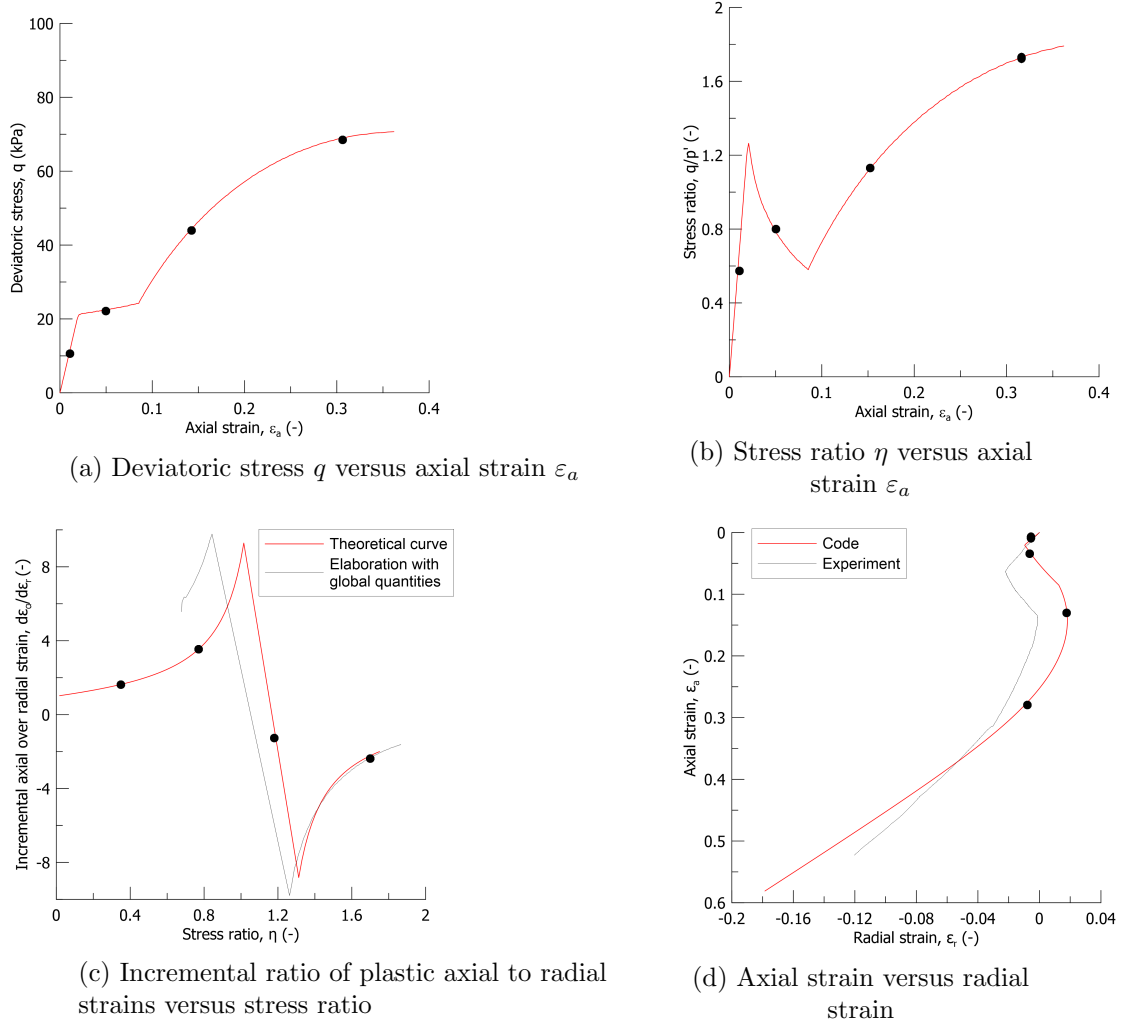 100
80
60
40
20
0
Deviatoric stress, q (kPa)
0 0.1 0.2 0.3 0.4
Axial strain, εₐ (-)
(a) Deviatoric stress q versus axial strain εₐ
2
1.6
1.2
0.8
0.4
0
Stress ratio, q/p' (-)
0 0.1 0.2 0.3 0.4
Axial strain, εₐ (-)
(b) Stress ratio η versus axial
strain εₐ
8
4
0
-4
-8
Incremental axial over radial strain, dεₐ/dεᵣ (-)
Theoretical curve
Elaboration with
global quantities
0 0.4 0.8 1.2 1.6 2
Stress ratio, η (-)
(c) Incremental ratio of plastic axial to radial
strains versus stress ratio
0
0.1
0.2
0.3
0.4
0.5
0.6
Axial strain, εₐ (-)
Code
Experiment
-0.2 -0.16 -0.12 -0.08 -0.04 0 0.04
Radial strain, εᵣ (-)
(d) Axial strain versus radial
strain